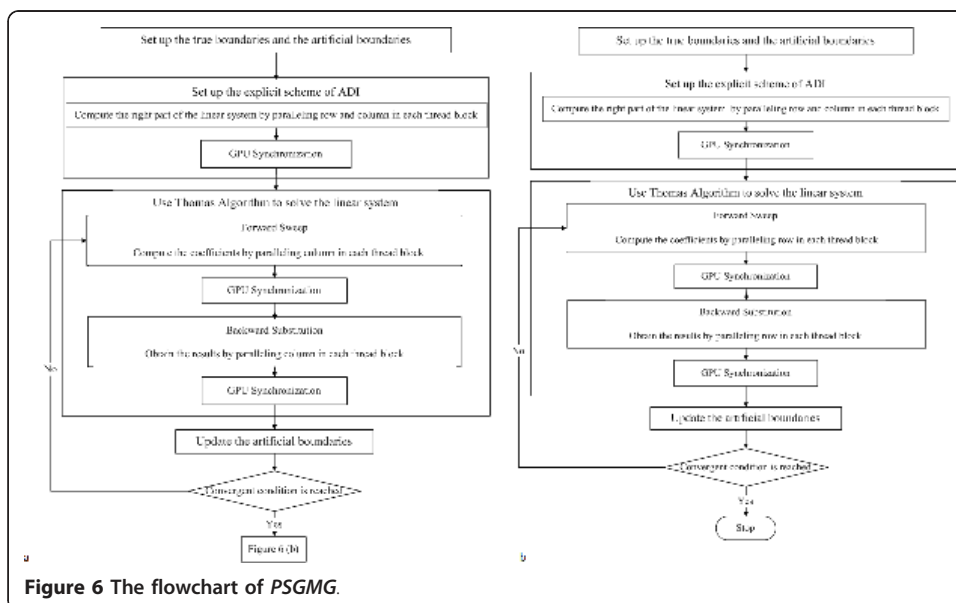 Set up the true boundaries and the artificial boundaries
Set up the explicit scheme of ADI
Compute the right part of the linear system by paralleling row and column in each thread block
GPU Synchronization
Use Thomas Algorithm to solve the linear system
Forward Sweep
Compute the coefficients by paralleling column in each thread block
GPU Synchronization
Backward Substitution
Obtain the results by paralleling column in each thread block
GPU Synchronization
No
Update the artificial boundaries
Convergent condition is reached
Yes
Figure 6 (b)
a
Set up the true boundaries and the artificial boundaries
Set up the explicit scheme of ADI
Compute the right part of the linear system by paralleling row and column in each thread block
GPU Synchronization
Use Thomas Algorithm to solve the linear system
Forward Sweep
Compute the coefficients by paralleling row in each thread block
GPU Synchronization
Backward Substitution
Obtain the results by paralleling row in each thread block
GPU Synchronization
No
Update the artificial boundaries
Convergent condition is reached
Yes
Stop
b
Figure 6 The flowchart of PSGMG.